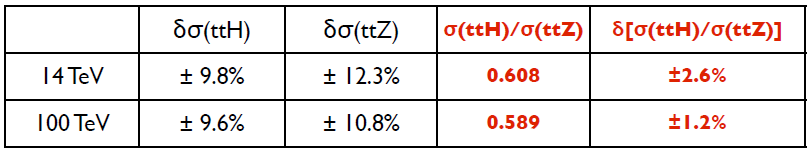 δσ(ttH) δσ(ttZ) σ(ttH)/σ(ttZ) δ[σ(ttH)/σ(ttZ)]
14 TeV ± 9.8% ± 12.3% 0.608 ±2.6%
100 TeV ± 9.6% ± 10.8% 0.589 ±1.2%